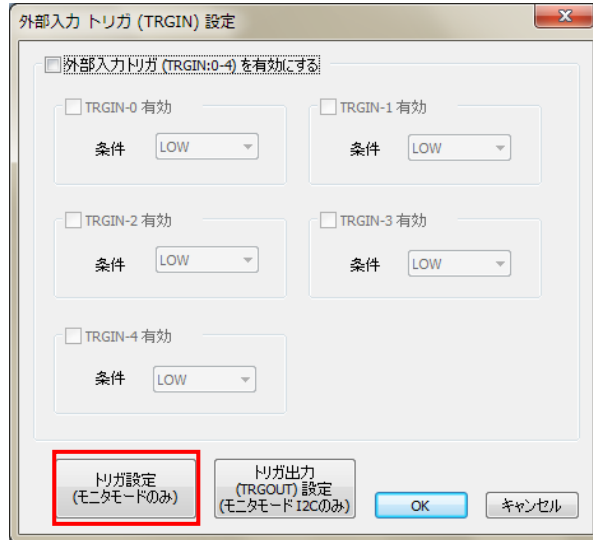 外部入力 トリガ (TRGIN) 設定
外部入力トリガ (TRGIN:0-4) を有効にする
TRGIN-0 有効
TRGIN-1 有効
条件 LOW
条件 LOW
TRGIN-2 有効
TRGIN-3 有効
条件 LOW
条件 LOW
TRGIN-4 有効
条件 LOW
トリガ設定
(モニタモードのみ)
トリガ出力
(TRGOUT) 設定
(モニタモード I2Cのみ)
OK
キャンセル